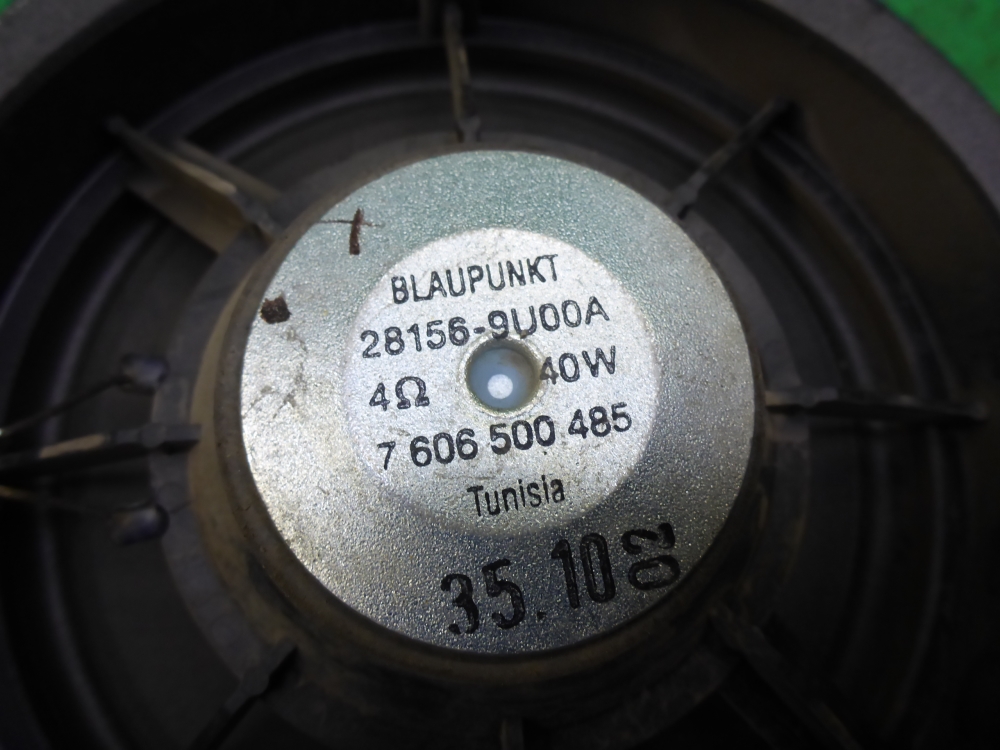 BLAUPUNKT
28156-9U00A
4Ω 40W
7 606 500 485
Tunisia
35.10